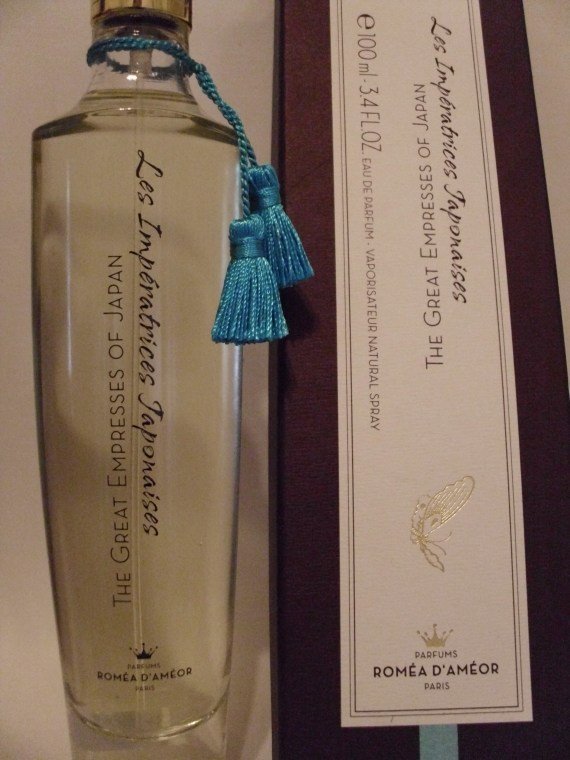 Les Impératrices Japonaises
THE GREAT EMPRESSES OF JAPAN
PARFUMS
ROMÉA D'AMÉOR
PARIS
Les Impératrices Japonaises
THE GREAT EMPRESSES OF JAPAN
e 100 ml - 3,4 FL.OZ. EAU DE PARFUM - VAPORISATEUR NATURAL SPRAY
PARFUMS
ROMÉA D'AMÉOR
PARIS